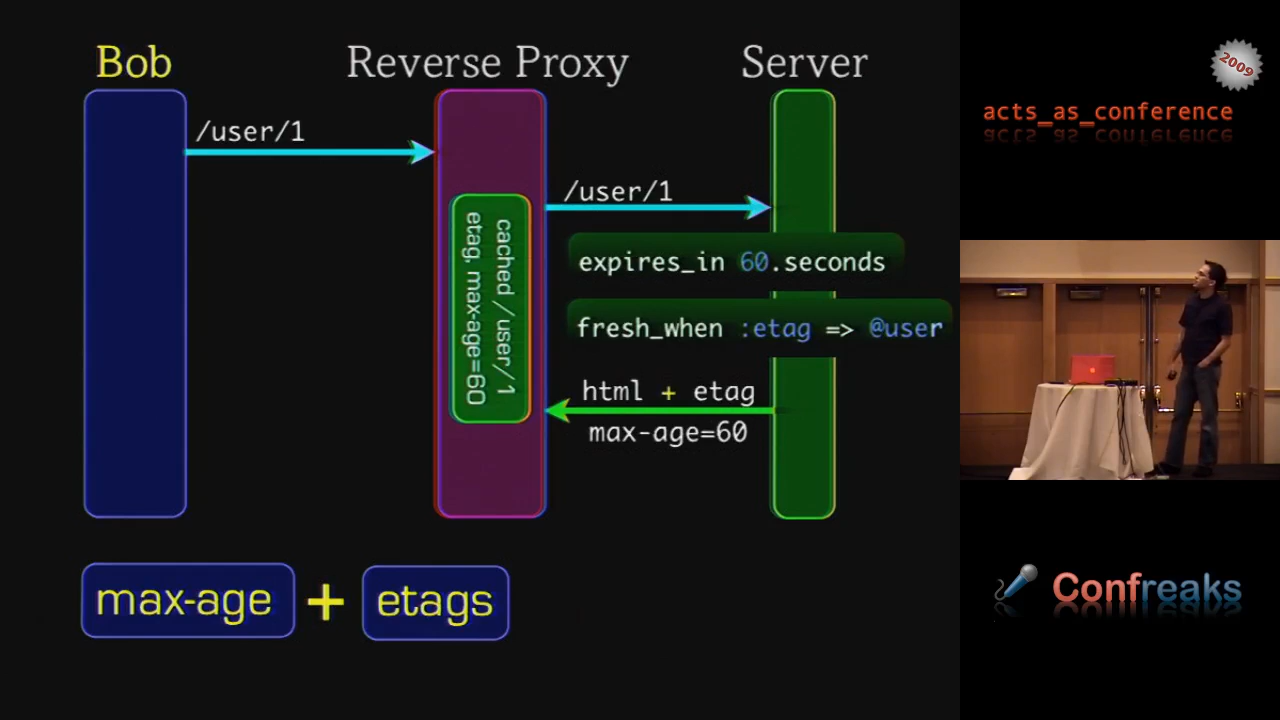 Bob
Reverse Proxy
Server
/user/1
/user/1
cached /user/1
etag, max-age=60
expires_in 60.seconds
fresh_when :etag => @user
html + etag
max-age=60
max-age + etags
2009
acts_as_conference
Confreaks